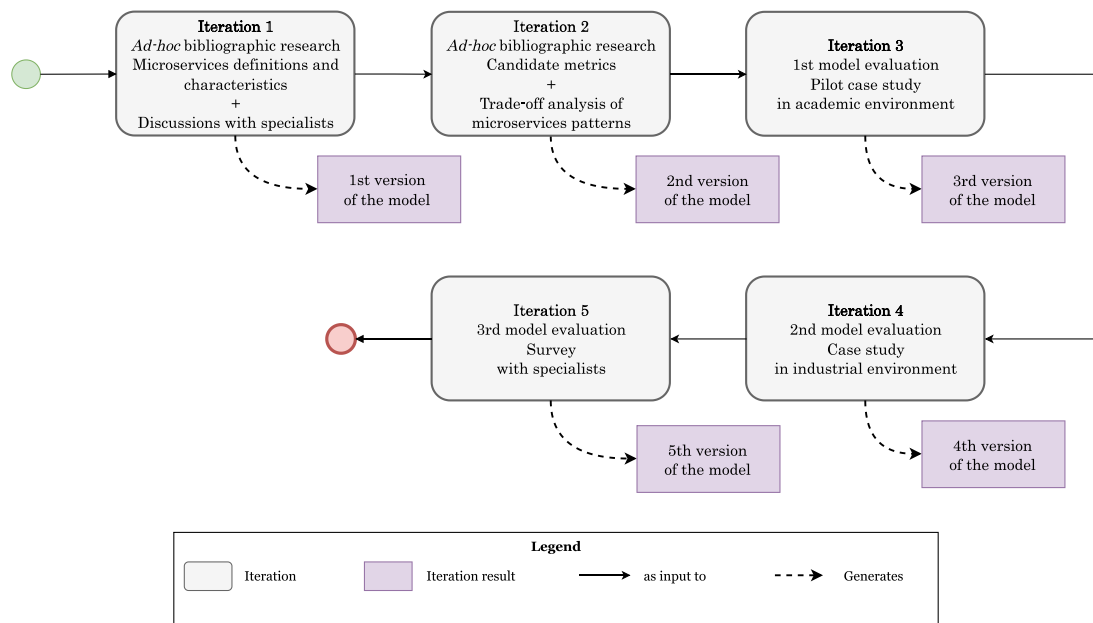 Iteration 1
Ad-hoc bibliographic research
Microservices definitions and
characteristics
+
Discussions with specialists
1st version
of the model
Iteration 2
Ad-hoc bibliographic research
Candidate metrics
+
Trade-off analysis of
microservices patterns
2nd version
of the model
Iteration 3
1st model evaluation
Pilot case study
in academic environment
3rd version
of the model
Iteration 4
2nd model evaluation
Case study
in industrial environment
4th version
of the model
Iteration 5
3rd model evaluation
Survey
with specialists
5th version
of the model
Legend
Iteration
Iteration result
as input to
Generates